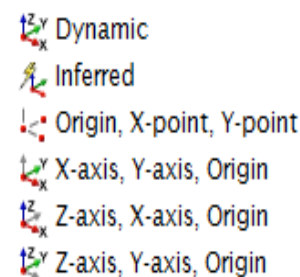 Dynamic
Inferred
Origin, X-point, Y-point
X-axis, Y-axis, Origin
Z-axis, X-axis, Origin
Z-axis, Y-axis, Origin